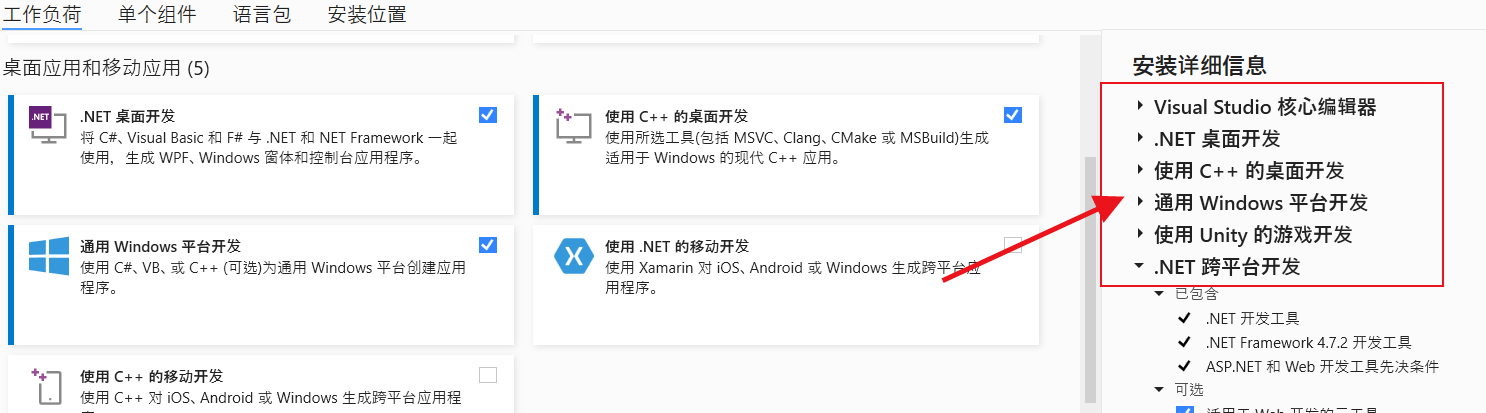 工作负荷 单个组件 语言包 安装位置
桌面应用和移动应用 (5)
.NET
.NET 桌面开发
将 C#、Visual Basic 和 F# 与 .NET 和 NET Framework 一起
使用，生成 WPF、Windows 窗体和控制台应用程序。
使用 C++ 的桌面开发
使用所选工具(包括 MSVC、Clang、CMake 或 MSBuild)生成
适用于 Windows 的现代 C++ 应用。
通用 Windows 平台开发
使用 C#、VB、或 C++ (可选)为通用 Windows 平台创建应用
程序。
使用 .NET 的移动开发
使用 Xamarin 对 iOS、Android 或 Windows 生成跨平台应
用程序。
使用 C++ 的移动开发
使用 C++ 对 iOS、Android 或 Windows 生成跨平台应用程
安装详细信息
Visual Studio 核心编辑器
.NET 桌面开发
使用 C++ 的桌面开发
通用 Windows 平台开发
使用 Unity 的游戏开发
.NET 跨平台开发
已包含
.NET 开发工具
.NET Framework 4.7.2 开发工具
ASP.NET 和 Web 开发工具先决条件
可选
适用于 Web 开发的云工具